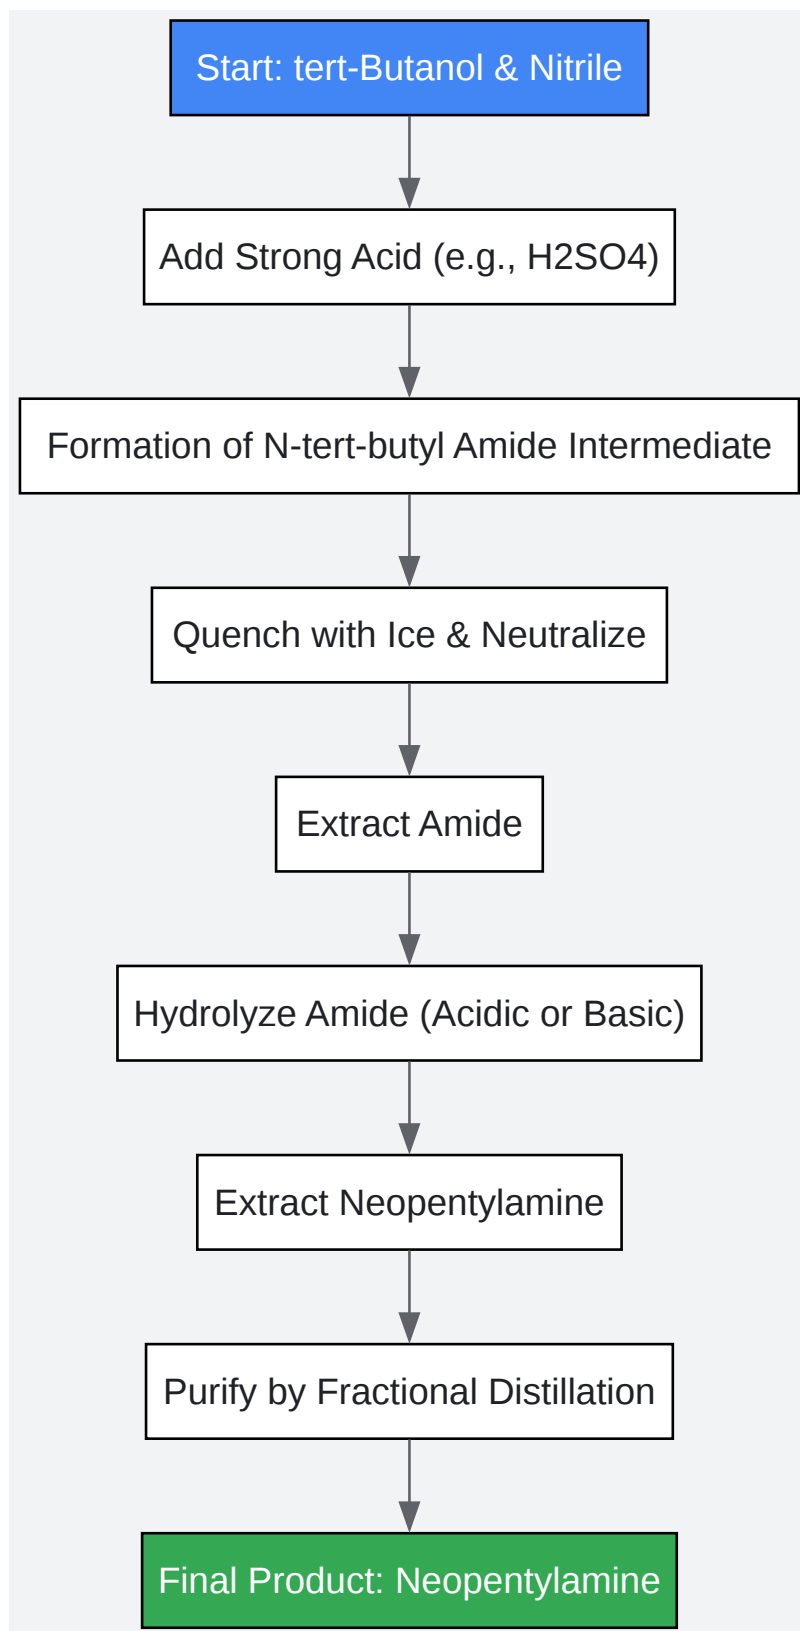 Start: tert-Butanol & Nitrile
Add Strong Acid (e.g., H2SO4)
Formation of N-tert-butyl Amide Intermediate
Quench with Ice & Neutralize
Extract Amide
Hydrolyze Amide (Acidic or Basic)
Extract Neopentylamine
Purify by Fractional Distillation
Final Product: Neopentylamine